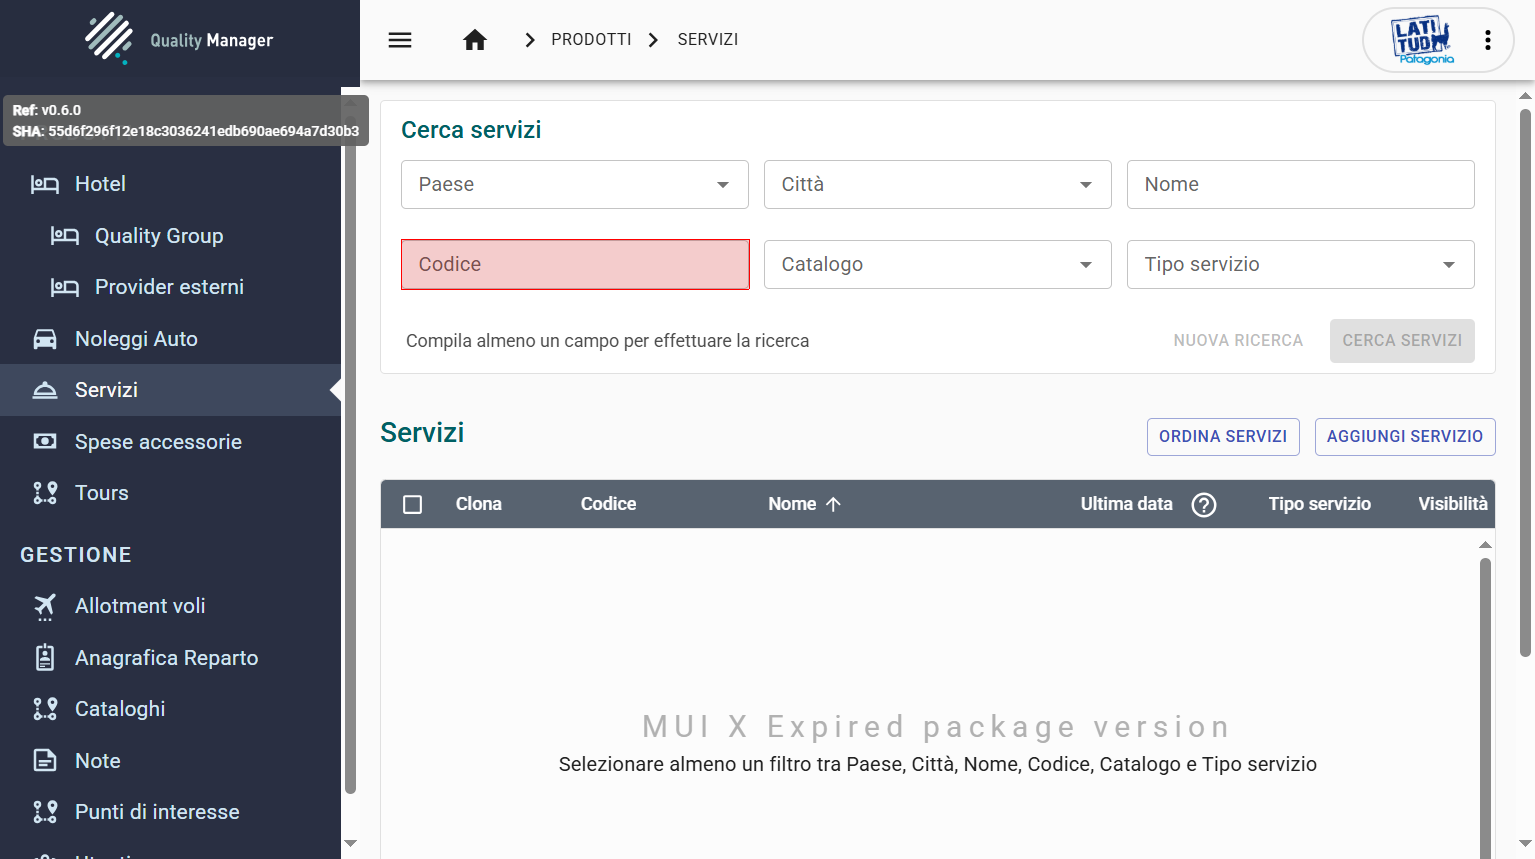 Quality Manager
PRODOTTI
SERVIZI
LATI
TUD
Patagonia
Ref: v0.6.0
SHA: 55d6f296f12e18c3036241edb690ae694a7d30b3
Hotel
Quality Group
Provider esterni
Noleggi Auto
Servizi
Spese accessorie
Tours
GESTIONE
Allotment voli
Anagrafica Reparto
Cataloghi
Note
Punti di interesse
Cerca servizi
Paese
Città
Nome
Codice
Catalogo
Tipo servizio
Compila almeno un campo per effettuare la ricerca
NUOVA RICERCA
CERCA SERVIZI
Servizi
ORDINA SERVIZI
AGGIUNGI SERVIZIO
Clona
Codice
Nome
Ultima data
Tipo servizio
Visibilità
MUI X Expired package version
Selezionare almeno un filtro tra Paese, Città, Nome, Codice, Catalogo e Tipo servizio